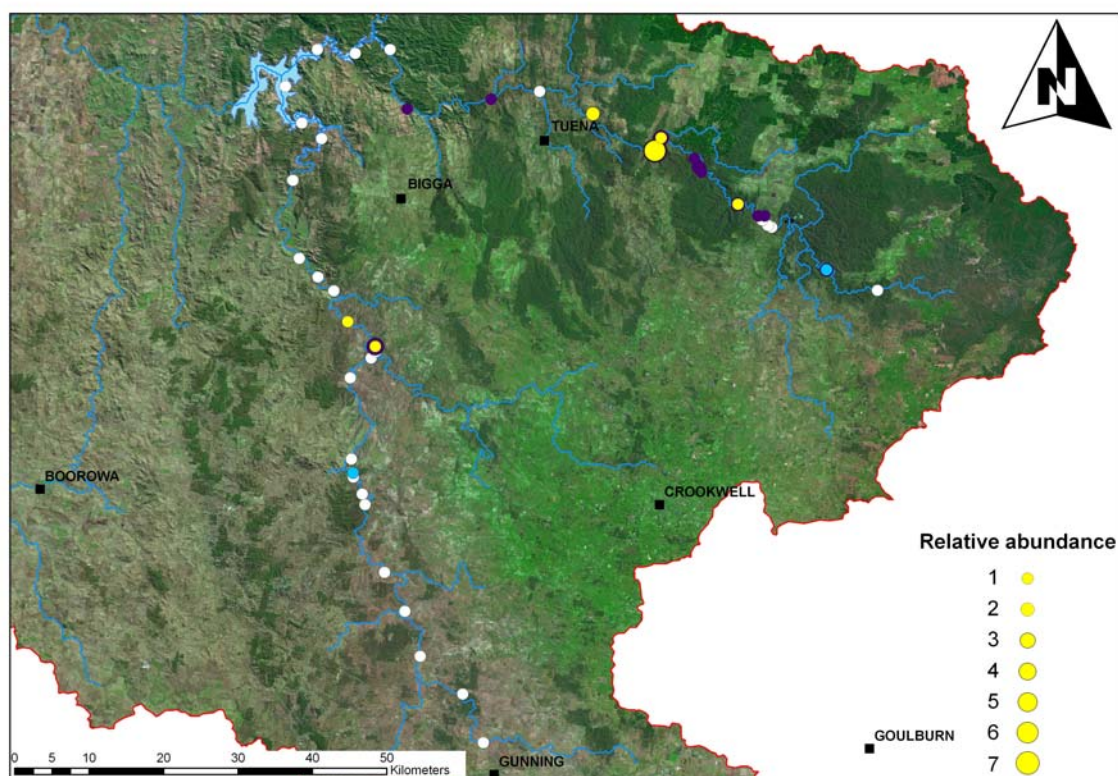 N
TUENA
BIGGA
BOOROWA
CROOKWELL
Relative abundance
1
2
3
4
5
6
7
GOULBURN
0 5 10 20 30 40 50
Kilometers
GUNNING